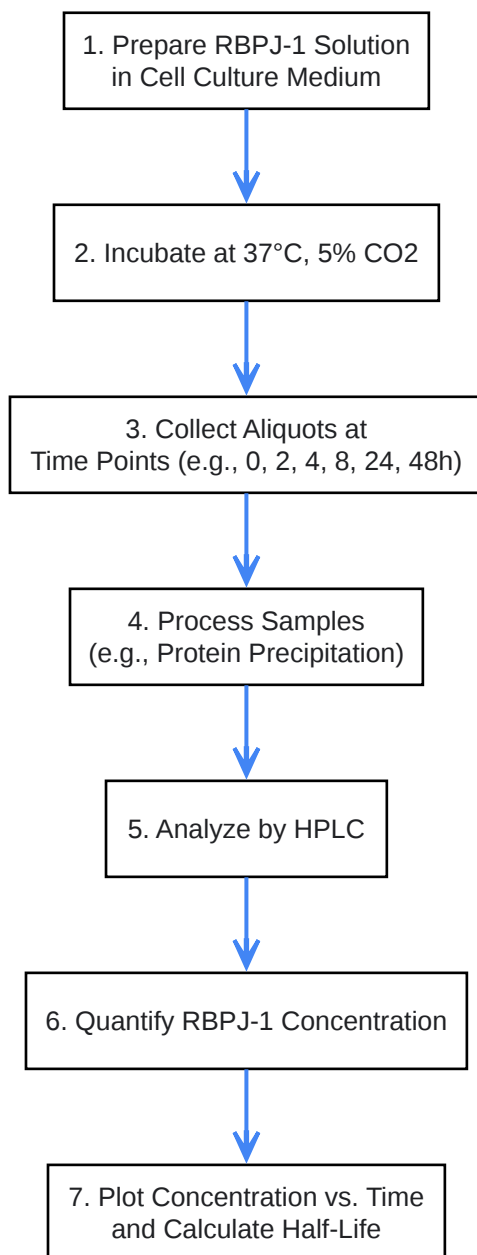 1. Prepare RBPJ-1 Solution
in Cell Culture Medium
2. Incubate at 37°C, 5% CO2
3. Collect Aliquots at
Time Points (e.g., 0, 2, 4, 8, 24, 48h)
4. Process Samples
(e.g., Protein Precipitation)
5. Analyze by HPLC
6. Quantify RBPJ-1 Concentration
7. Plot Concentration vs. Time
and Calculate Half-Life